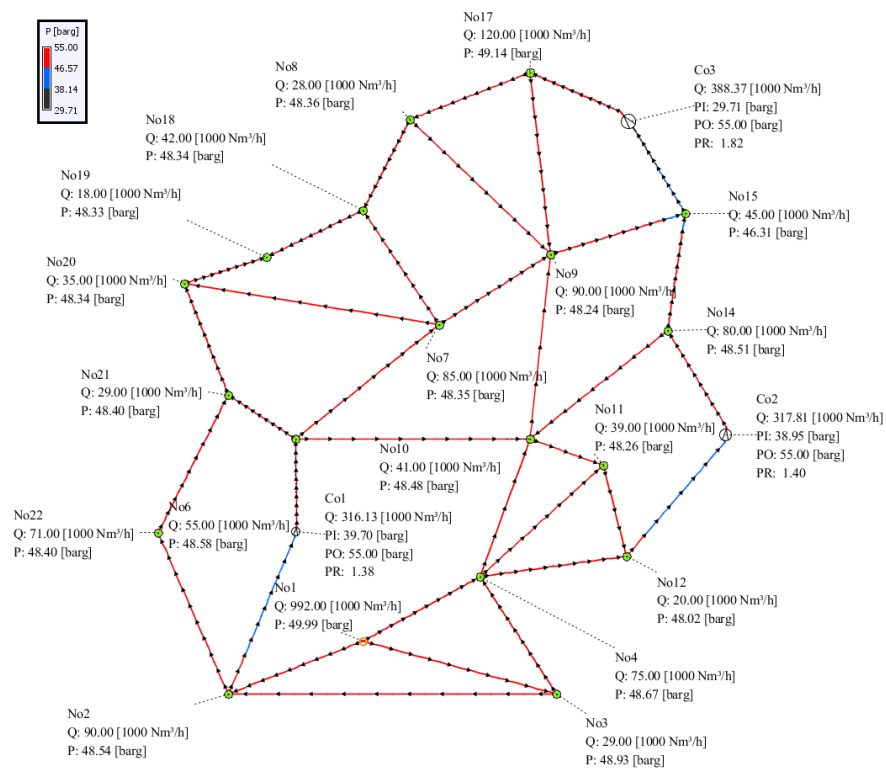 P [barg]
55.00
46.57
38.14
29.71
No17
Q: 120.00 [1000 Nm³/h]
P: 49.14 [barg]
No8
Q: 28.00 [1000 Nm³/h]
P: 48.36 [barg]
Co3
Q: 388.37 [1000 Nm³/h]
PI: 29.71 [barg]
PO: 55.00 [barg]
PR: 1.82
No18
Q: 42.00 [1000 Nm³/h]
P: 48.34 [barg]
No19
Q: 18.00 [1000 Nm³/h]
P: 48.33 [barg]
No15
Q: 45.00 [1000 Nm³/h]
P: 46.31 [barg]
No20
Q: 35.00 [1000 Nm³/h]
P: 48.34 [barg]
No9
Q: 90.00 [1000 Nm³/h]
P: 48.24 [barg]
No14
Q: 80.00 [1000 Nm³/h]
P: 48.51 [barg]
No7
Q: 85.00 [1000 Nm³/h]
P: 48.35 [barg]
No21
Q: 29.00 [1000 Nm³/h]
P: 48.40 [barg]
Co2
Q: 317.81 [1000 Nm³/h]
PI: 38.95 [barg]
PO: 55.00 [barg]
PR: 1.40
No11
Q: 39.00 [1000 Nm³/h]
P: 48.26 [barg]
No10
Q: 41.00 [1000 Nm³/h]
P: 48.48 [barg]
No6
Q: 55.00 [1000 Nm³/h]
P: 48.58 [barg]
Co1
Q: 316.13 [1000 Nm³/h]
PI: 39.70 [barg]
PO: 55.00 [barg]
PR: 1.38
No22
Q: 71.00 [1000 Nm³/h]
P: 48.40 [barg]
No1
Q: 992.00 [1000 Nm³/h]
P: 49.99 [barg]
No12
Q: 20.00 [1000 Nm³/h]
P: 48.02 [barg]
No4
Q: 75.00 [1000 Nm³/h]
P: 48.67 [barg]
No2
Q: 90.00 [1000 Nm³/h]
P: 48.54 [barg]
No3
Q: 29.00 [1000 Nm³/h]
P: 48.93 [barg]